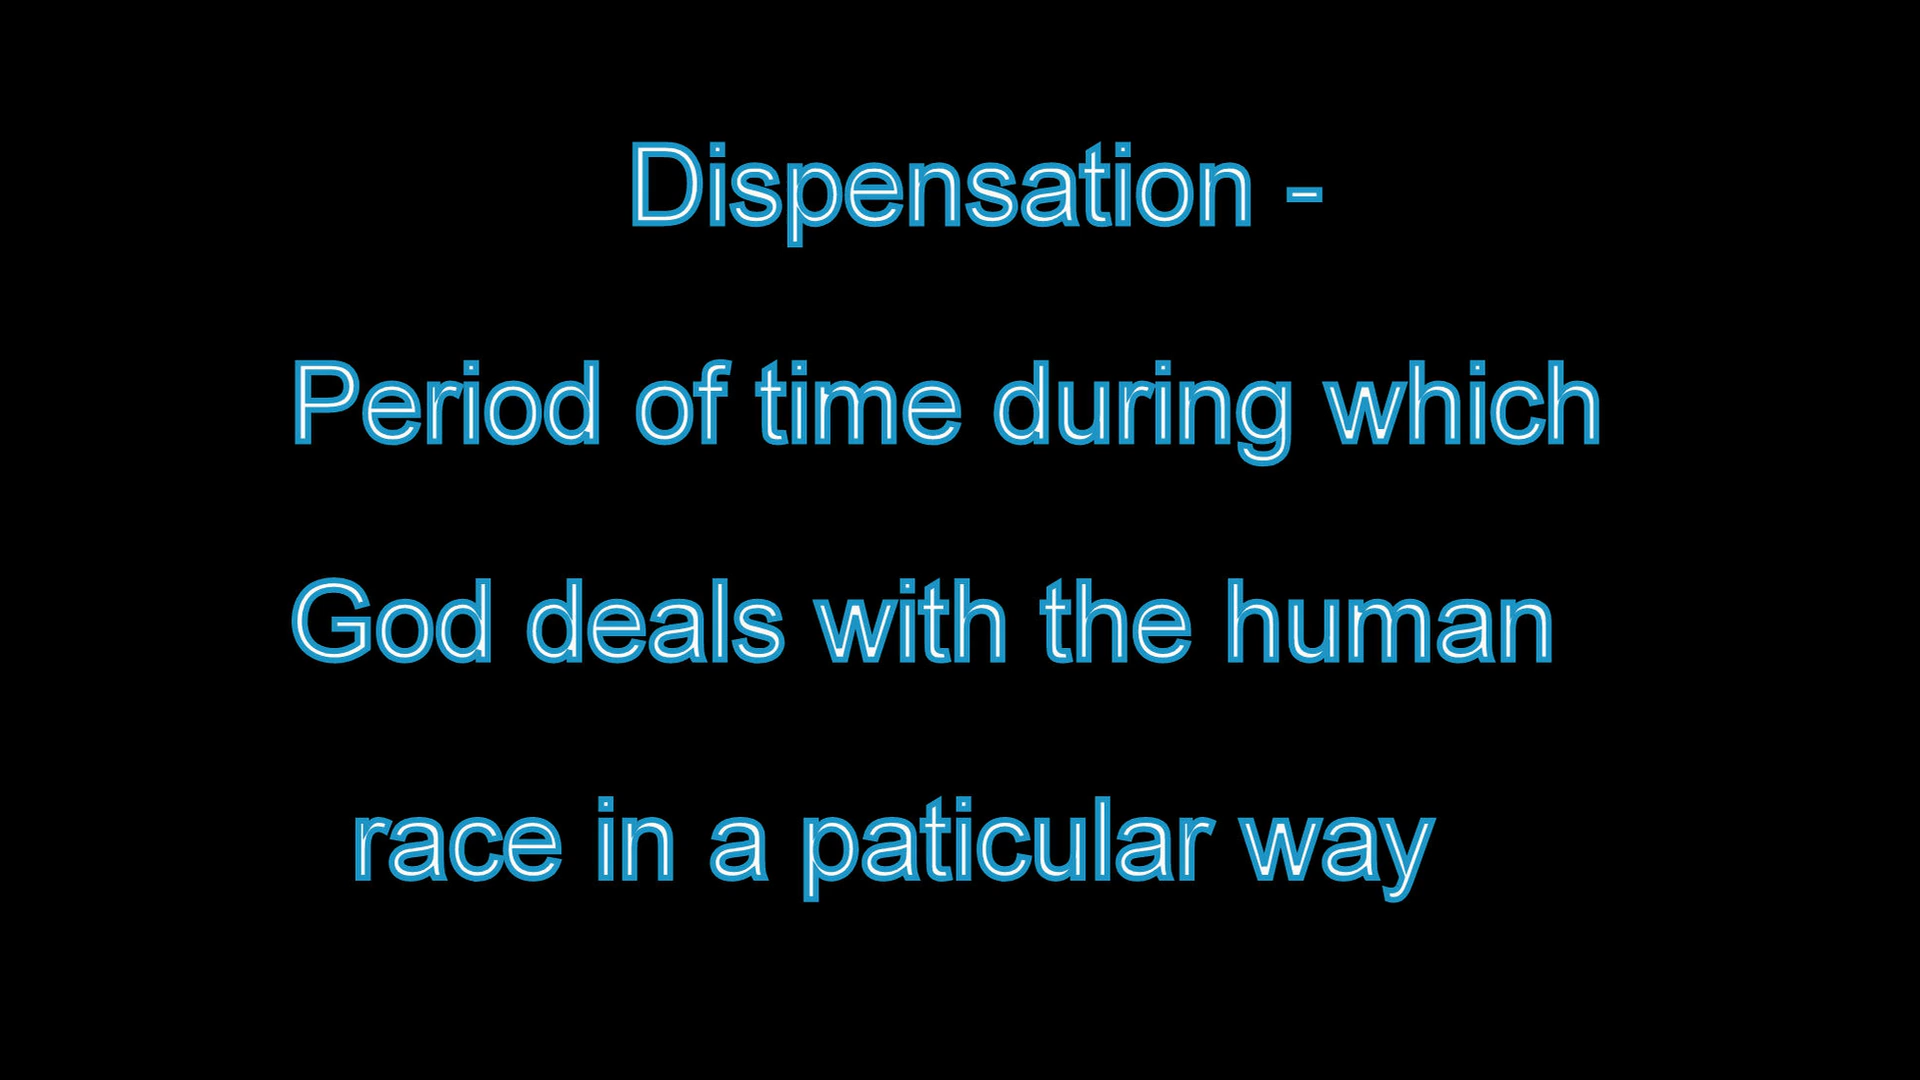 Dispensation -
Period of time during which
God deals with the human
race in a paticular way